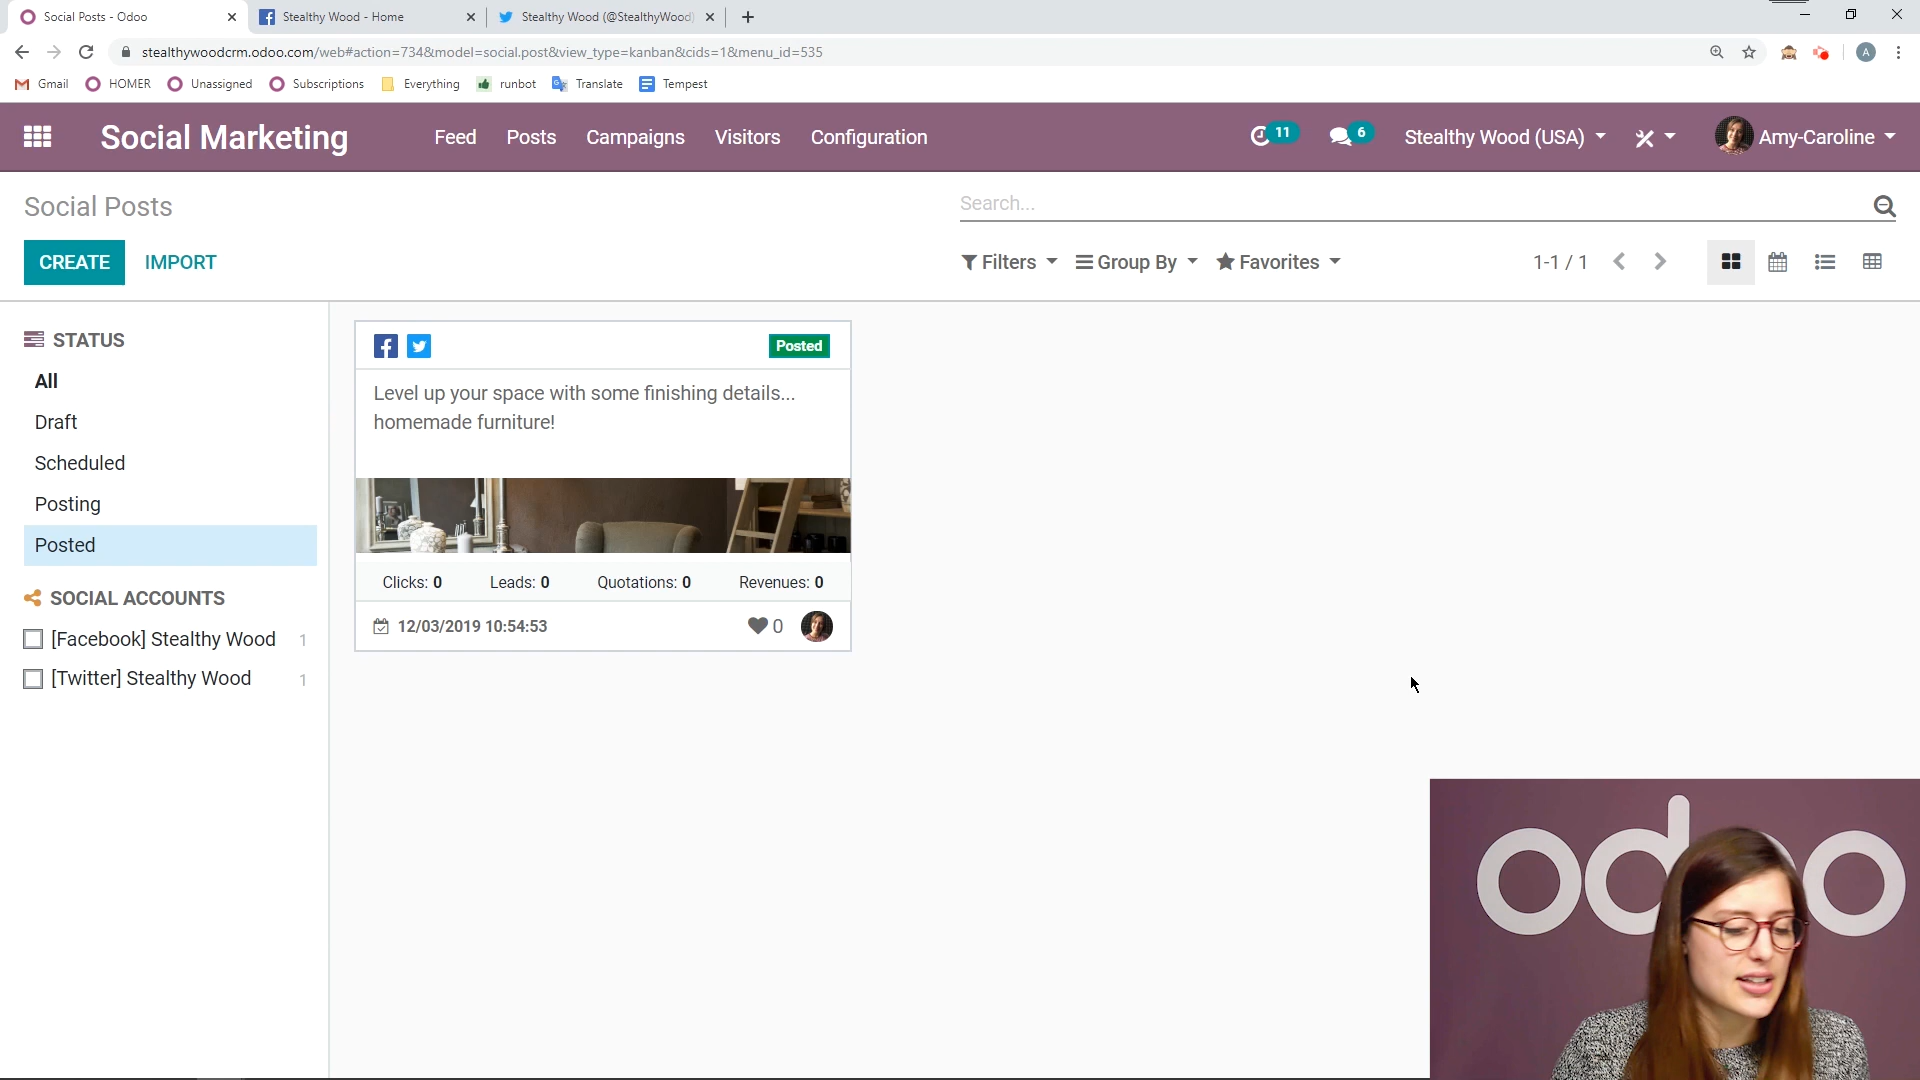 Social Posts - Odoo
Stealthy Wood - Home
Stealthy Wood (@StealthyWood)
stealthywoodcrm.odoo.com/web#action=734&model=social.post&view_type=kanban&cids=1&menu_id=535
A
Gmail
HOMER
Unassigned
Subscriptions
Everything
runbot
Translate
Tempest
Social Marketing
Feed
Posts
Campaigns
Visitors
Configuration
11
6
Stealthy Wood (USA)
Amy-Caroline
Social Posts
Search...
CREATE
IMPORT
Filters
Group By
Favorites
1-1 / 1
STATUS
All
Draft
Scheduled
Posting
Posted
SOCIAL ACCOUNTS
[Facebook] Stealthy Wood 1
[Twitter] Stealthy Wood 1
Posted
Level up your space with some finishing details...
homemade furniture!
Clicks: 0
Leads: 0
Quotations: 0
Revenues: 0
12/03/2019 10:54:53
0
odoo